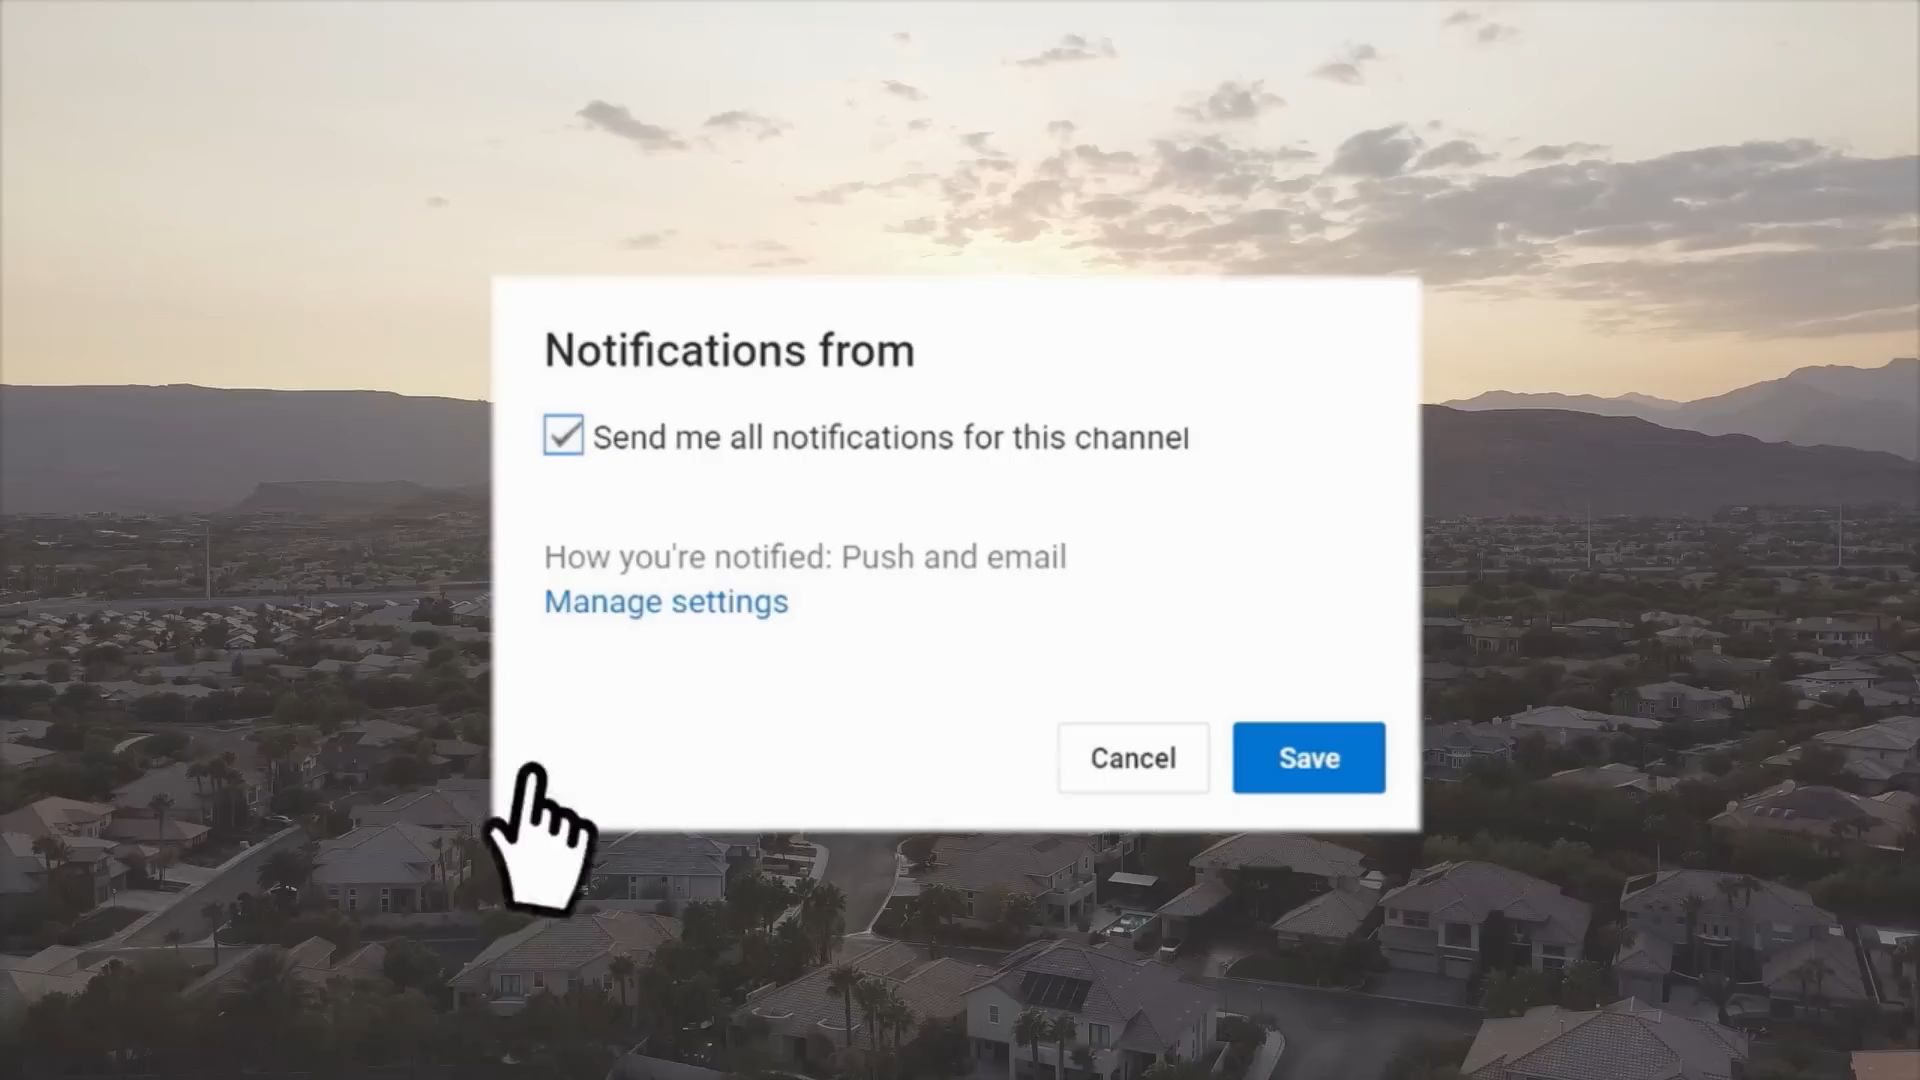 Notifications from
Send me all notifications for this channel
How you're notified: Push and email
Manage settings
Cancel
Save